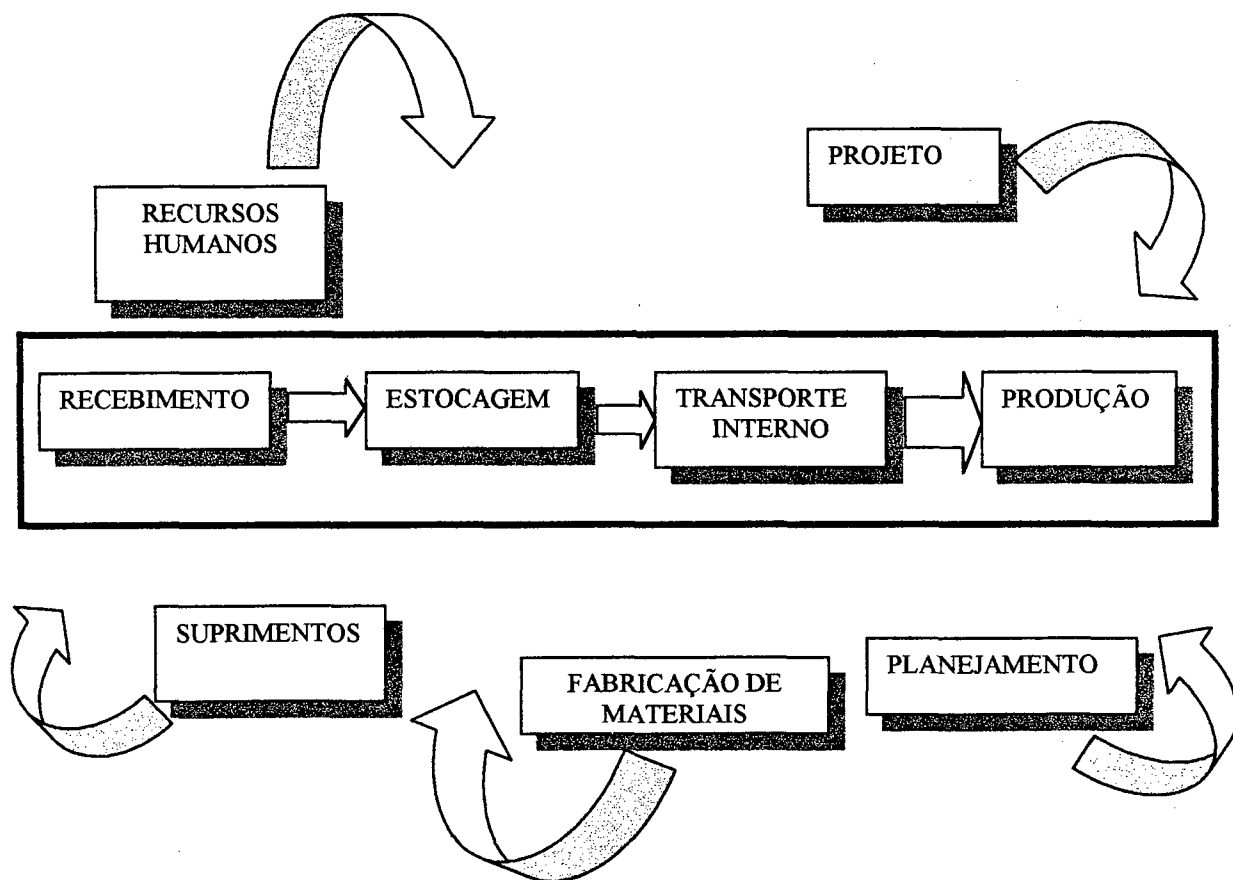 PROJETO
RECURSOS
HUMANOS
RECEBIMENTO
ESTOCAGEM
TRANSPORTE
INTERNO
PRODUÇÃO
SUPRIMENTOS
FABRICAÇÃO DE
MATERIAIS
PLANEJAMENTO